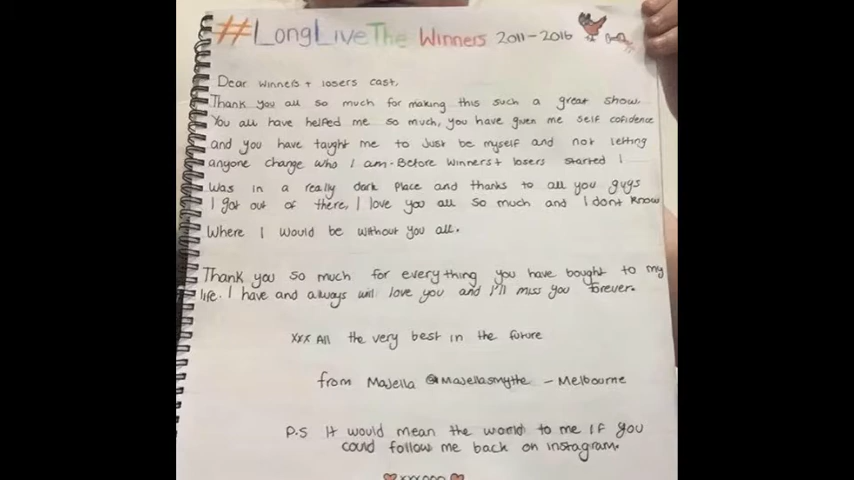 #LongLiveThe Winners 2011-2016
Dear Winners + losers cast,
Thank you all so much for making this such a great show.
You all have helped me so much, you have given me self cofidence
and you have taught me to Just be myself and not letting
anyone change who I am. Before Winners + losers started I
Was in a really dark place and thanks to all you guys
I got out of there, I love you all so much and I dont know
Where I would be without you all.
Thank you so much for everything you have bought to my
life. I have and always will love you and I'll miss you forever.
xxx All the very best in the future
from Majella @Majellasmythe - Melbourne
P.S It would mean the world to me if you
could follow me back on instagram.